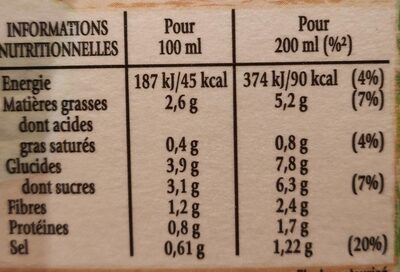 INFORMATIONS NUTRITIONNELLES Pour 100 ml Pour 200 ml (%²)
Energie 187 kJ/45 kcal 374 kJ/90 kcal (4%)
Matières grasses 2,6 g 5,2 g (7%)
dont acides
gras saturés 0,4 g 0,8 g (4%)
Glucides 3,9 g 7,8 g
dont sucres 3,1 g 6,3 g (7%)
Fibres 1,2 g 2,4 g
Protéines 0,8 g 1,7 g
Sel 0,61 g 1,22 g (20%)